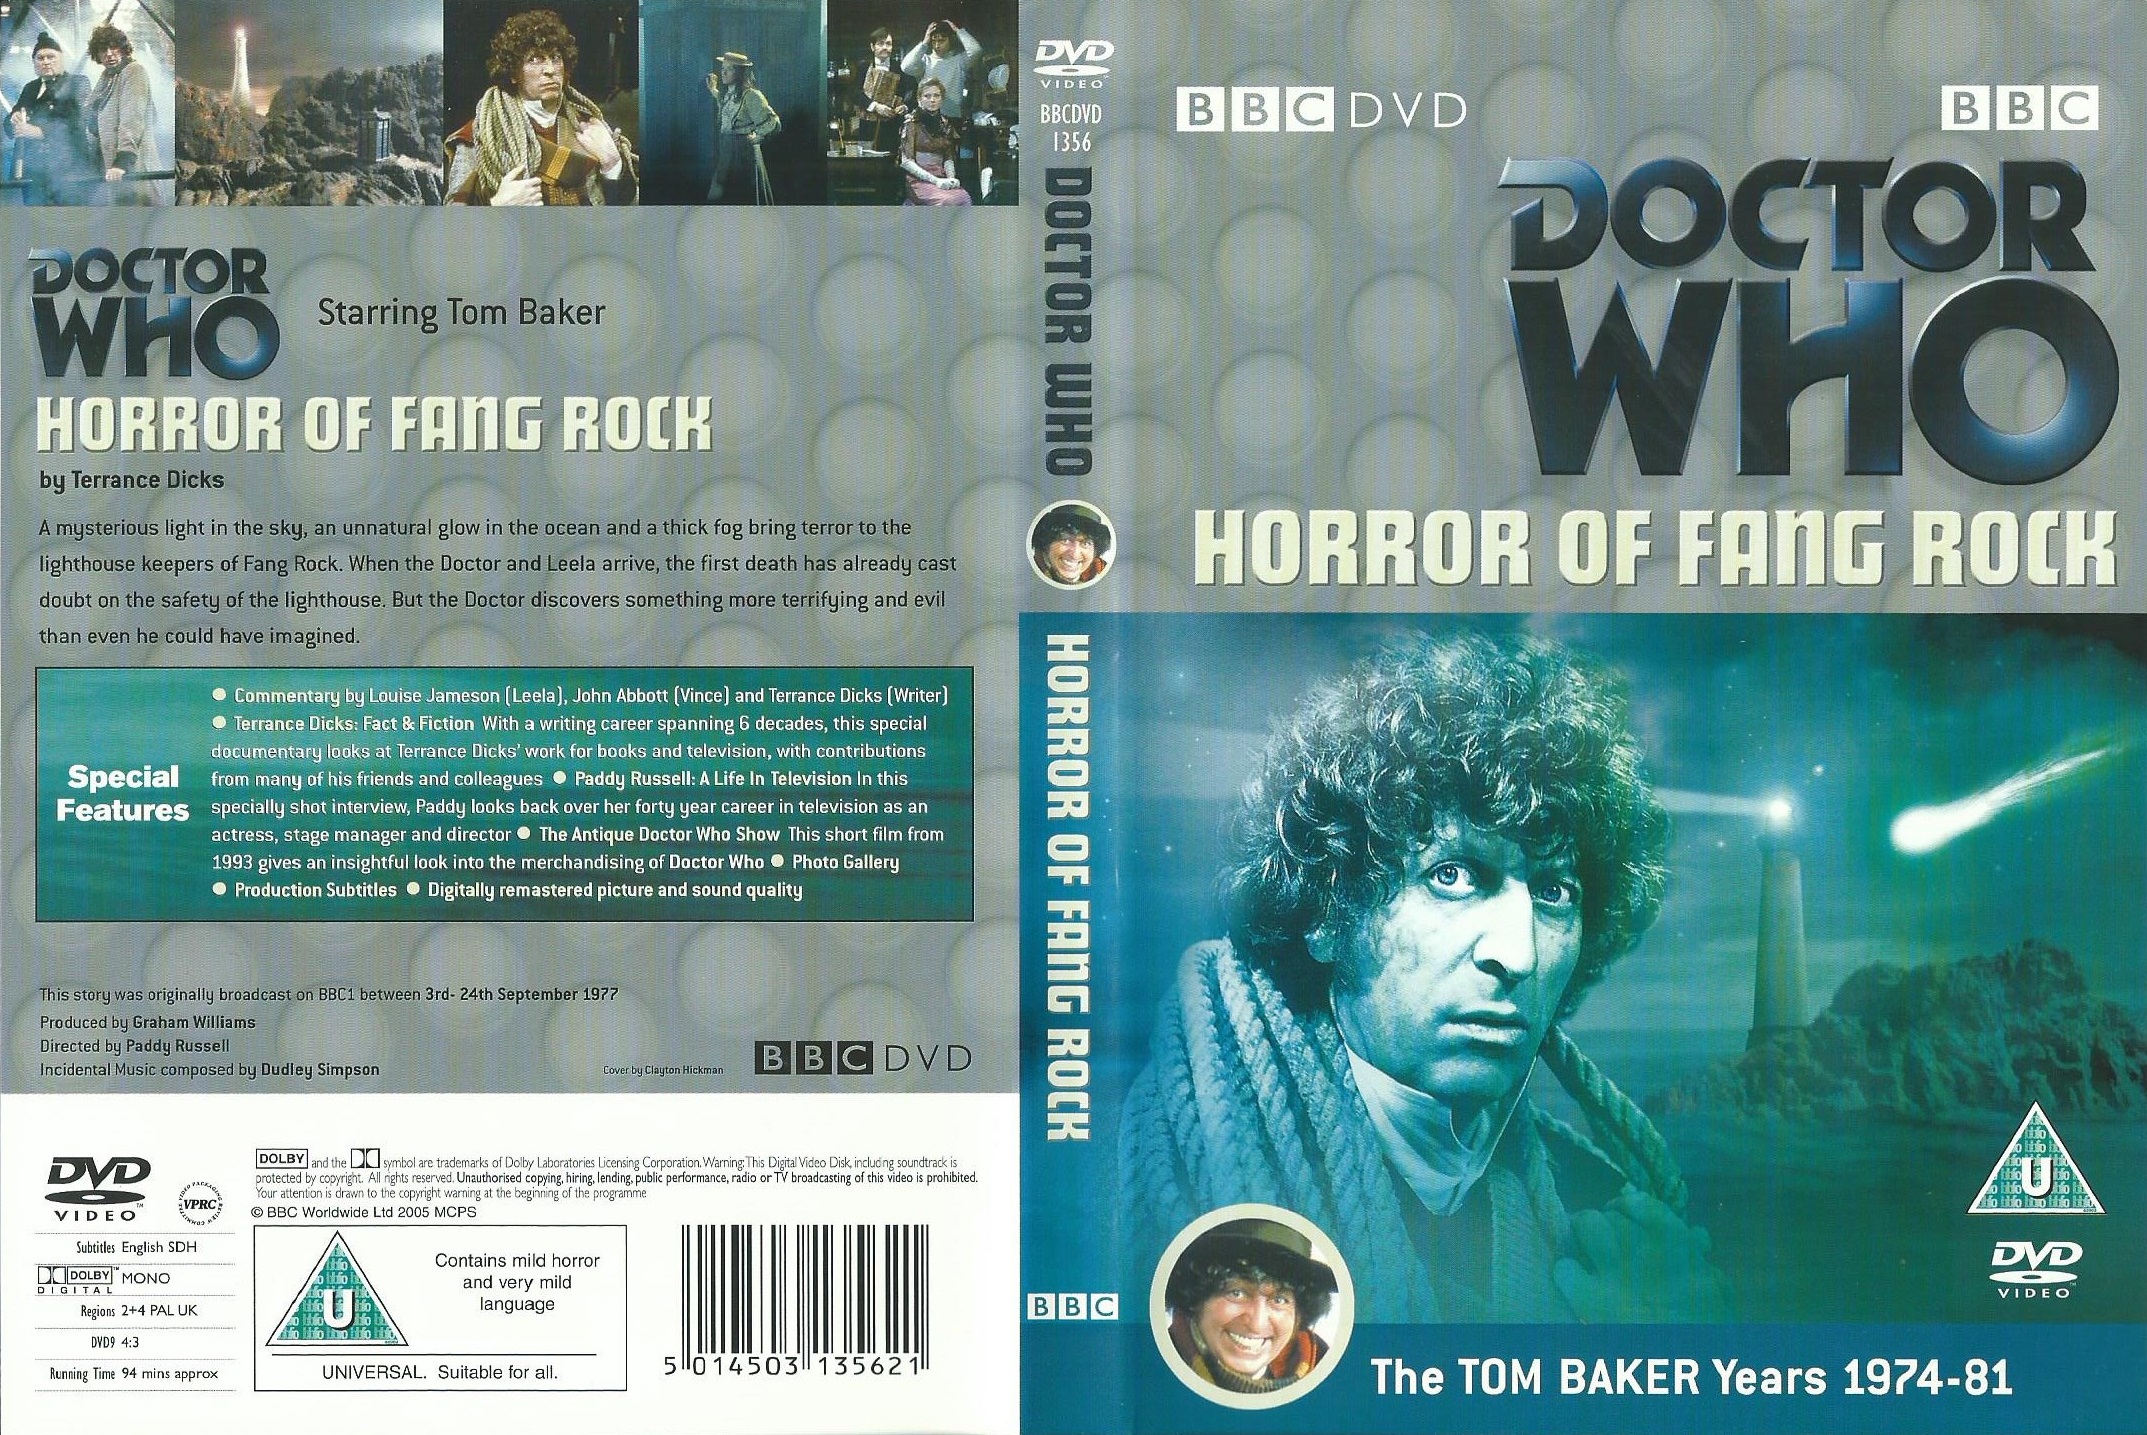 DOCTOR
WHO
Starring Tom Baker
HORROR OF FANG ROCK
by Terrance Dicks
A mysterious light in the sky, an unnatural glow in the ocean and a thick fog bring terror to the
lighthouse keepers of Fang Rock. When the Doctor and Leela arrive, the first death has already cast
doubt on the safety of the lighthouse. But the Doctor discovers something more terrifying and evil
than even he could have imagined.
Special
Features
● Commentary by Louise Jameson (Leela), John Abbott (Vince) and Terrance Dicks (Writer)
● Terrance Dicks: Fact & Fiction With a writing career spanning 6 decades, this special
documentary looks at Terrance Dicks' work for books and television, with contributions
from many of his friends and colleagues ● Paddy Russell: A Life In Television In this
specially shot interview, Paddy looks back over her forty year career in television as an
actress, stage manager and director ● The Antique Doctor Who Show This short film from
1993 gives an insightful look into the merchandising of Doctor Who ● Photo Gallery
● Production Subtitles ● Digitally remastered picture and sound quality
This story was originally broadcast on BBC1 between 3rd- 24th September 1977
Produced by Graham Williams
Directed by Paddy Russell
Incidental Music composed by Dudley Simpson
Cover by Clayton Hickman
BBC DVD
DVD
VIDEO™
VPRC
Subtitles English SDH
DOLBY™ MONO
DIGITAL
Regions 2+4 PAL UK
DVD9 4:3
Running Time 94 mins approx
DOLBY and the symbol are trademarks of Dolby Laboratories Licensing Corporation. Warning: This Digital Video Disk, including soundtrack is
protected by copyright. All rights reserved. Unauthorised copying, hiring, lending, public performance, radio or TV broadcasting of this video is prohibited.
Your attention is drawn to the copyright warning at the beginning of the programme
© BBC Worldwide Ltd 2005 MCPS
U
Contains mild horror
and very mild
language
UNIVERSAL. Suitable for all.
5 014503 135621
DVD
VIDEO
BBCDVD
1356
DOCTOR WHO
HORROR OF FANG ROCK
BBC
BBC DVD
BBC
DOCTOR
WHO
HORROR OF FANG ROCK
U
DVD
VIDEO™
The TOM BAKER Years 1974-81